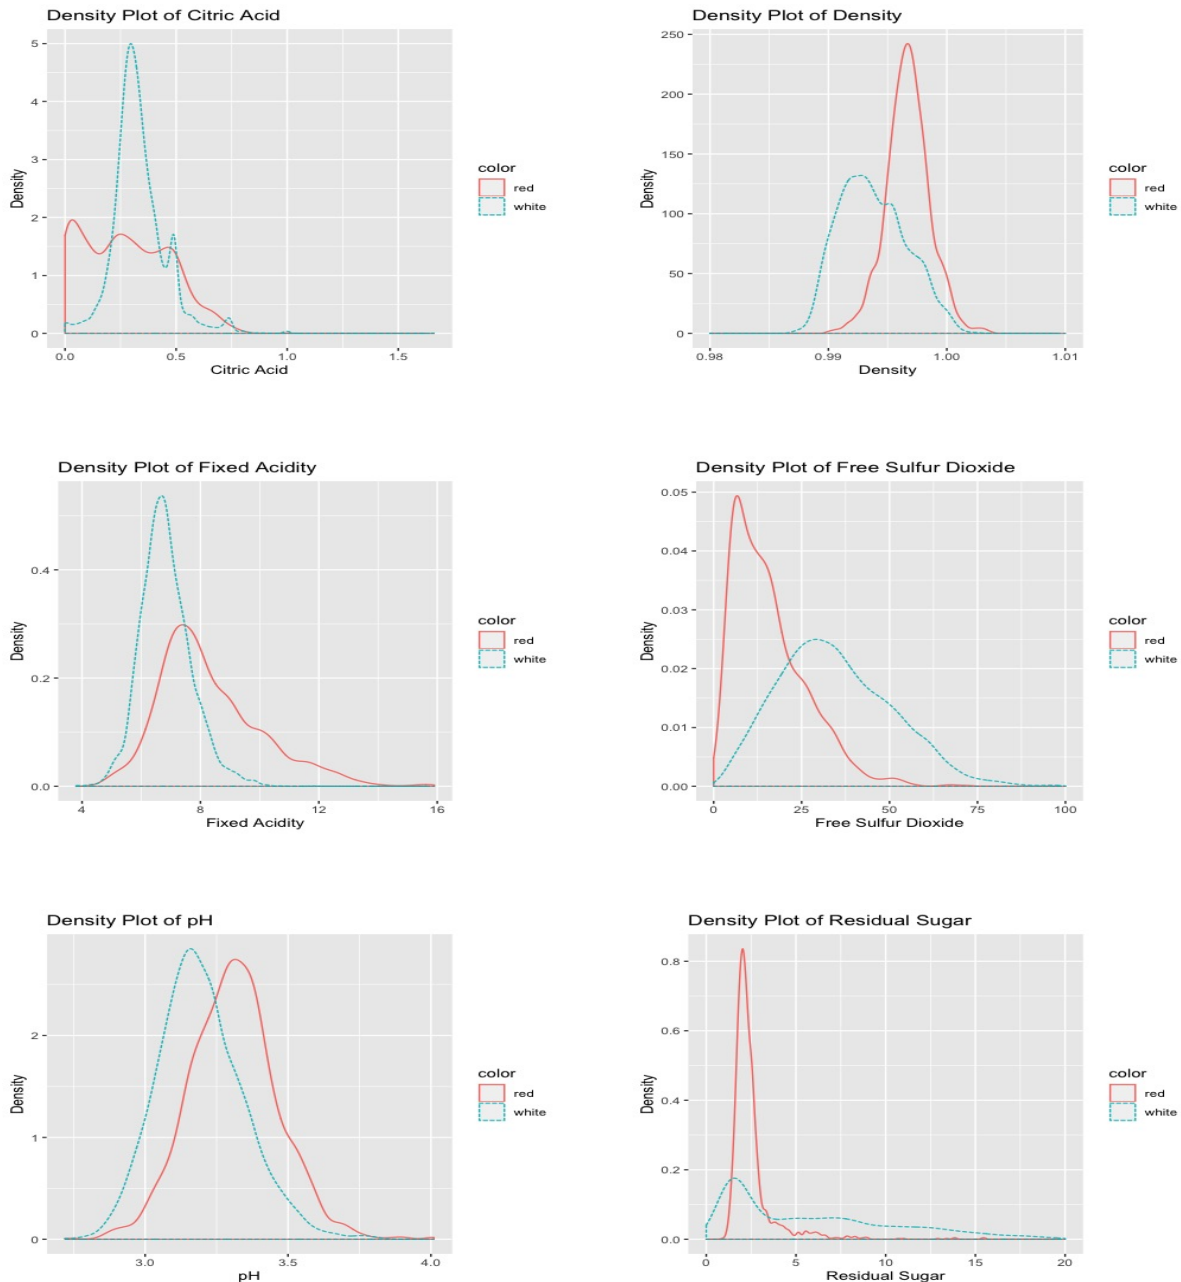 Density Plot of Citric Acid
5
4
3
2
1
0
Density
0.0 0.5 1.0 1.5
Citric Acid
color
red
white
Density Plot of Density
250
200
150
100
50
0
Density
0.98 0.99 1.00 1.01
Density
color
red
white
Density Plot of Fixed Acidity
0.4
0.2
0.0
Density
4 8 12 16
Fixed Acidity
color
red
white
Density Plot of Free Sulfur Dioxide
0.05
0.04
0.03
0.02
0.01
0.00
Density
0 25 50 75 100
Free Sulfur Dioxide
color
red
white
Density Plot of pH
2
1
0
Density
3.0 3.5 4.0
pH
color
red
white
Density Plot of Residual Sugar
0.8
0.6
0.4
0.2
0.0
Density
0 5 10 15 20
Residual Sugar
color
red
white